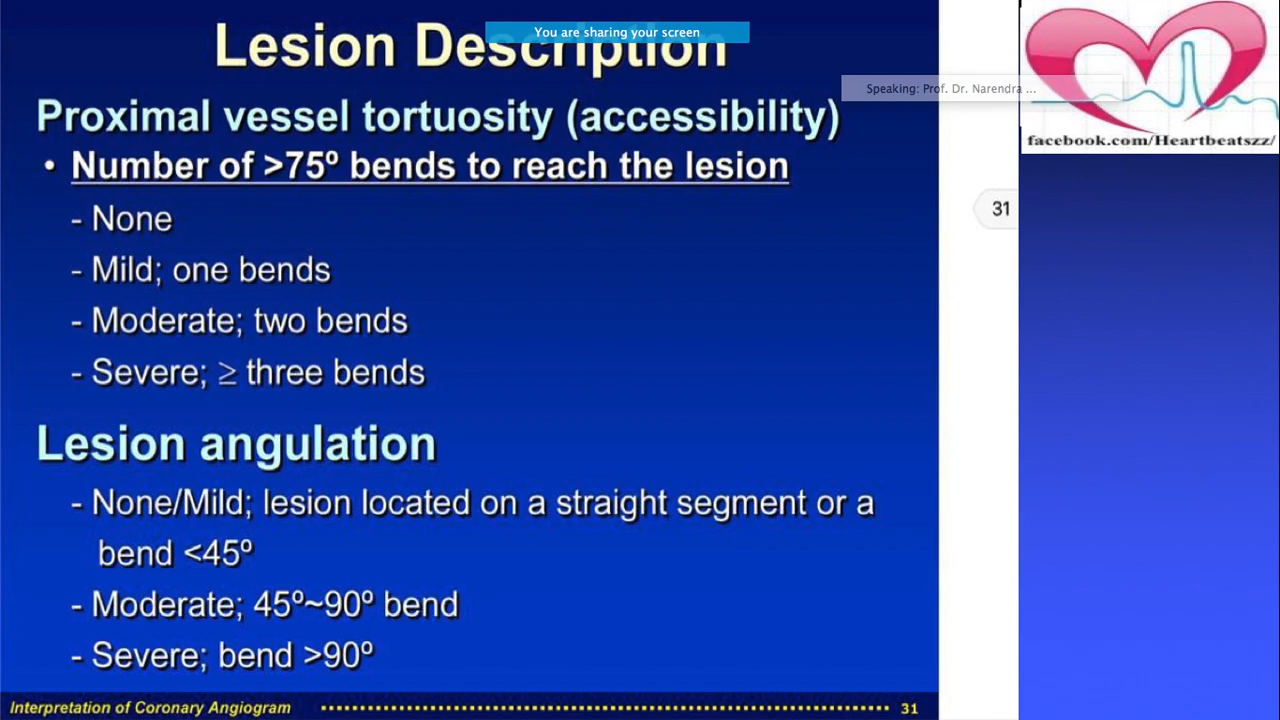 You are sharing your screen
Lesion Description
Speaking: Prof. Dr. Narendra ...
Proximal vessel tortuosity (accessibility)
• Number of >75º bends to reach the lesion
- None
- Mild; one bends
- Moderate; two bends
- Severe; ≥ three bends
Lesion angulation
- None/Mild; lesion located on a straight segment or a
bend <45º
- Moderate; 45º~90º bend
- Severe; bend >90º
Interpretation of Coronary Angiogram
31
facebook.com/Heartbeatszz/
31